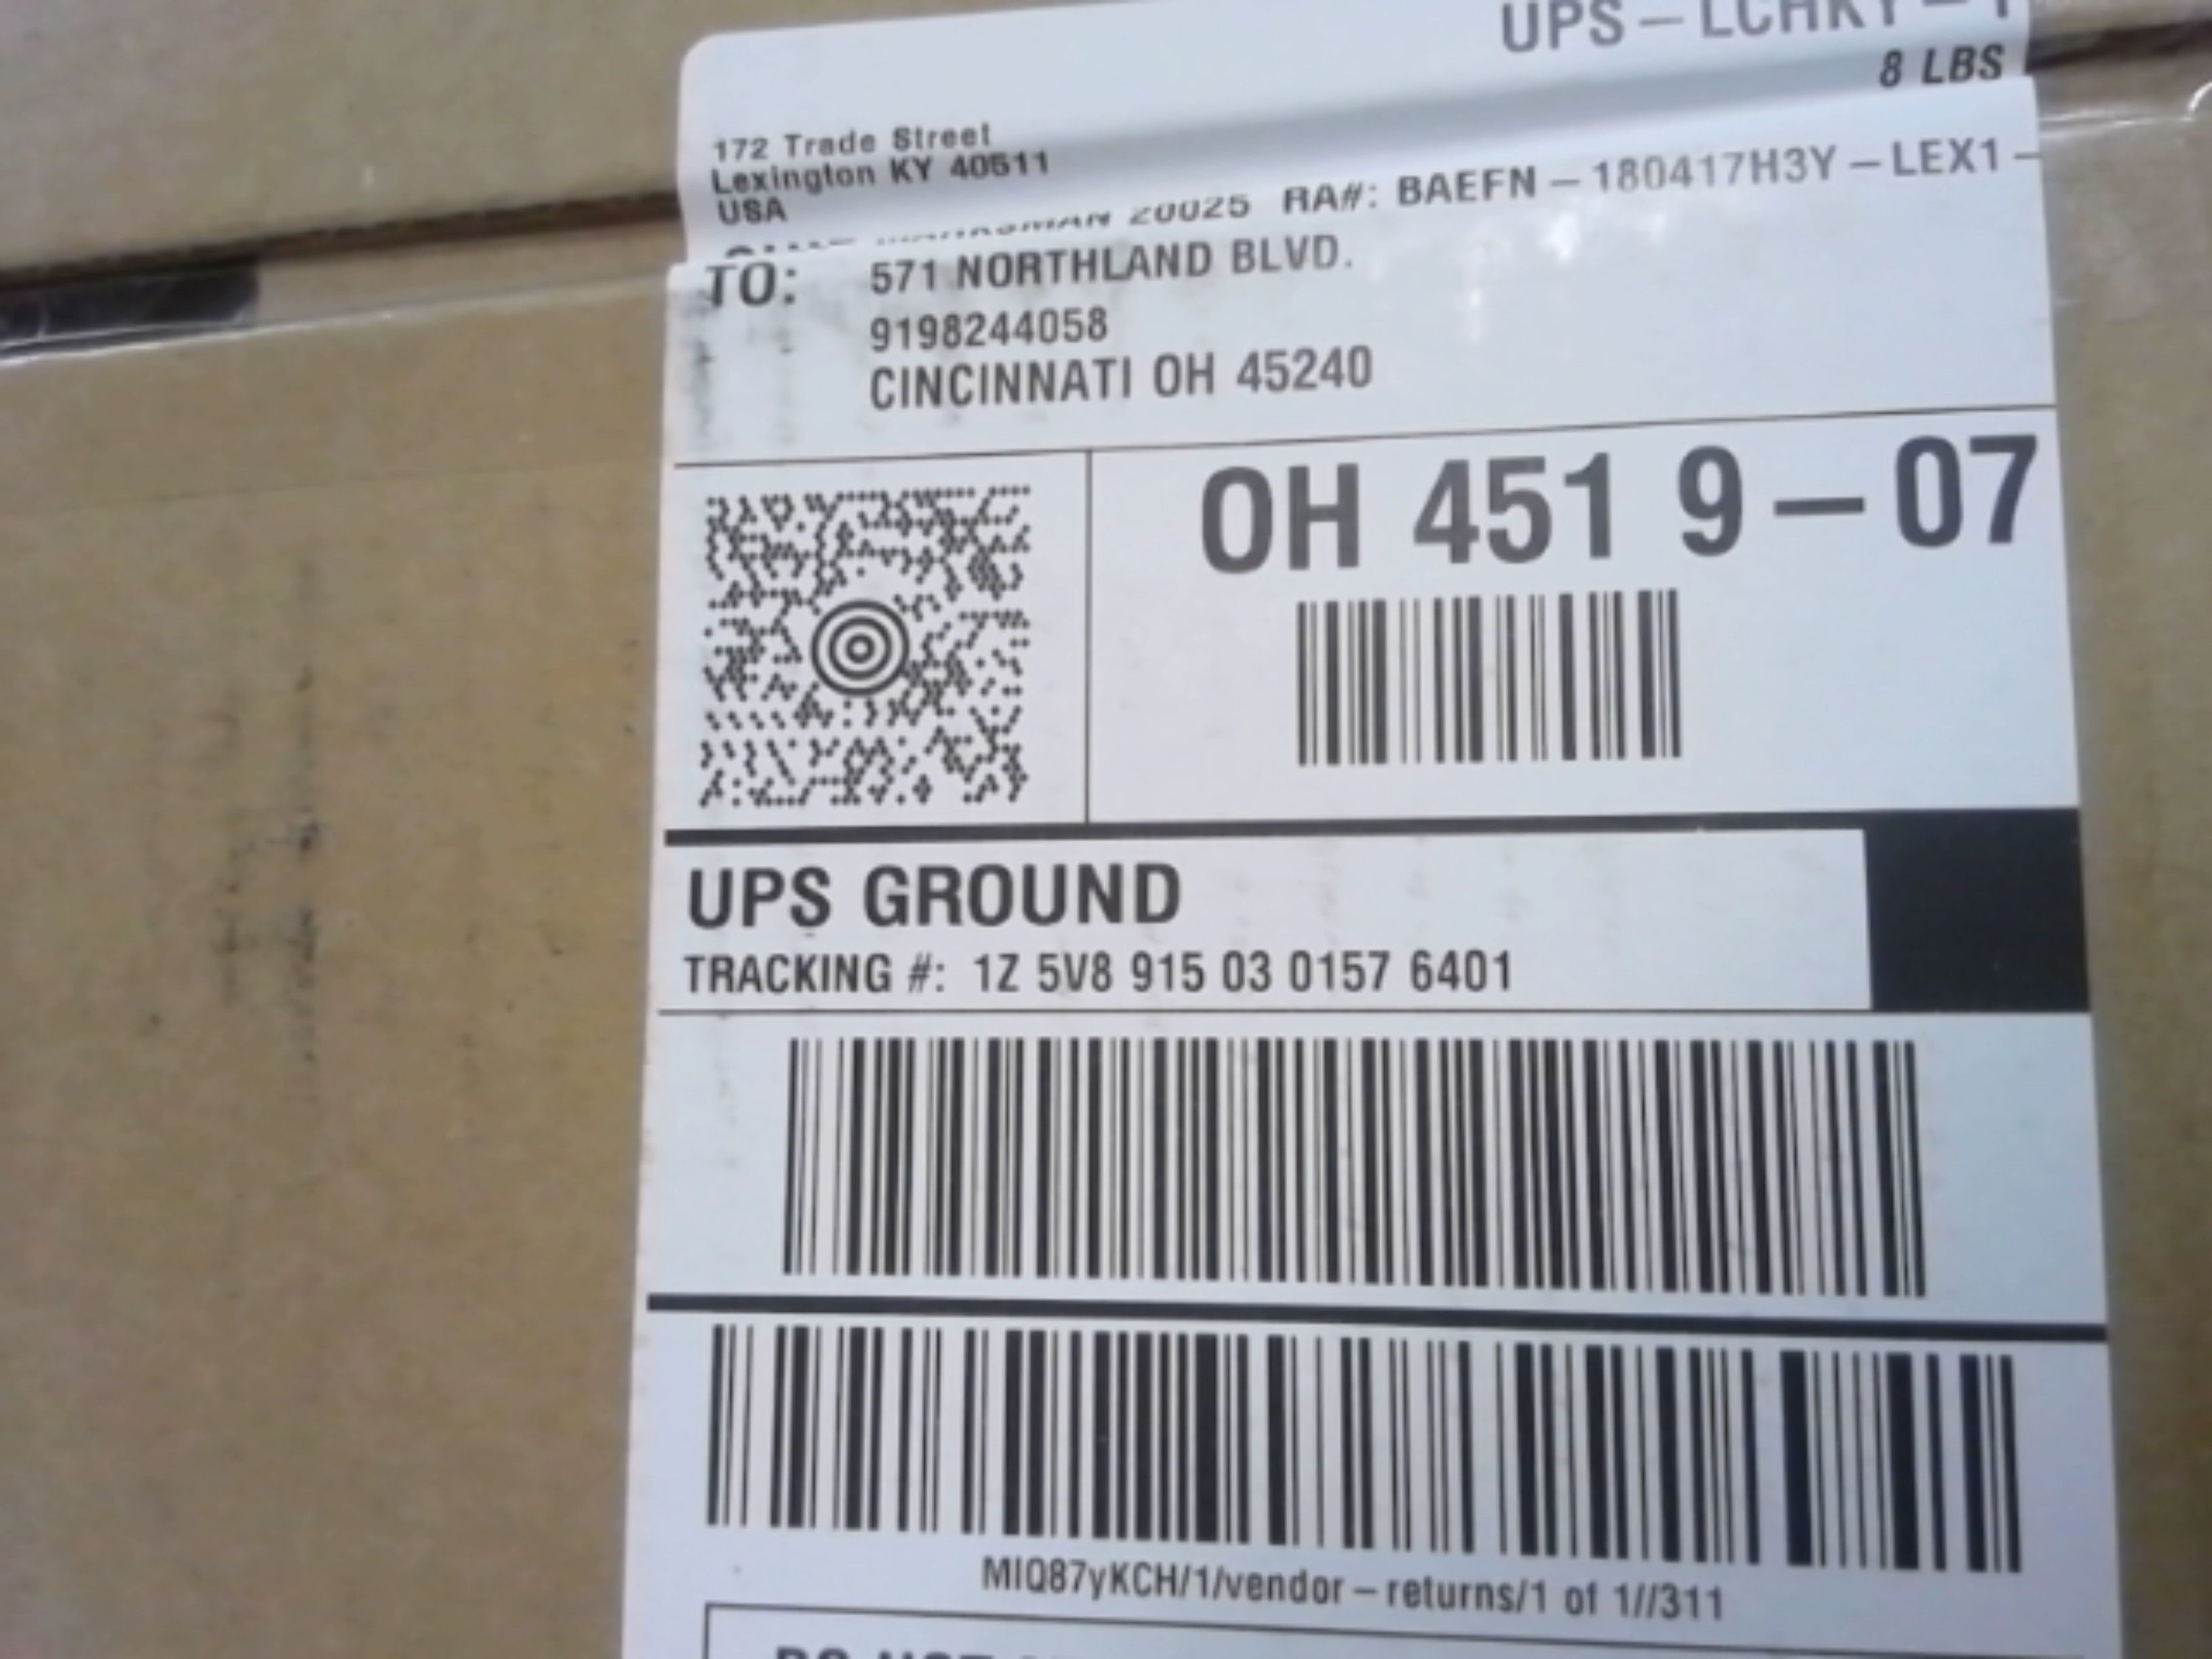 UPS – LCHKY –
8 LBS
172 Trade Street
Lexington KY 40511
USA
20025 RA#: BAEFN – 180417H3Y – LEX1 –
TO: 571 NORTHLAND BLVD.
9198244058
CINCINNATI OH 45240
OH 451 9 – 07
UPS GROUND
TRACKING #: 1Z 5V8 915 03 0157 6401
MIQ87yKCH/1/vendor – returns/1 of 1//311